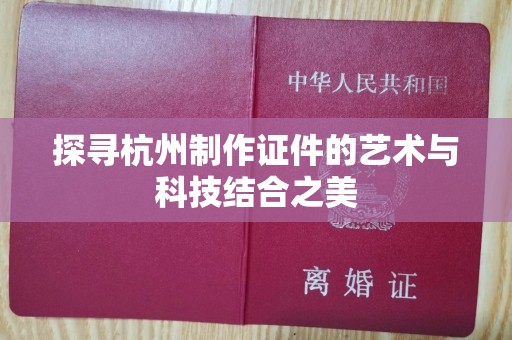 中华人民共和国
探寻杭州制作证件的艺术与
科技结合之美
离婚证